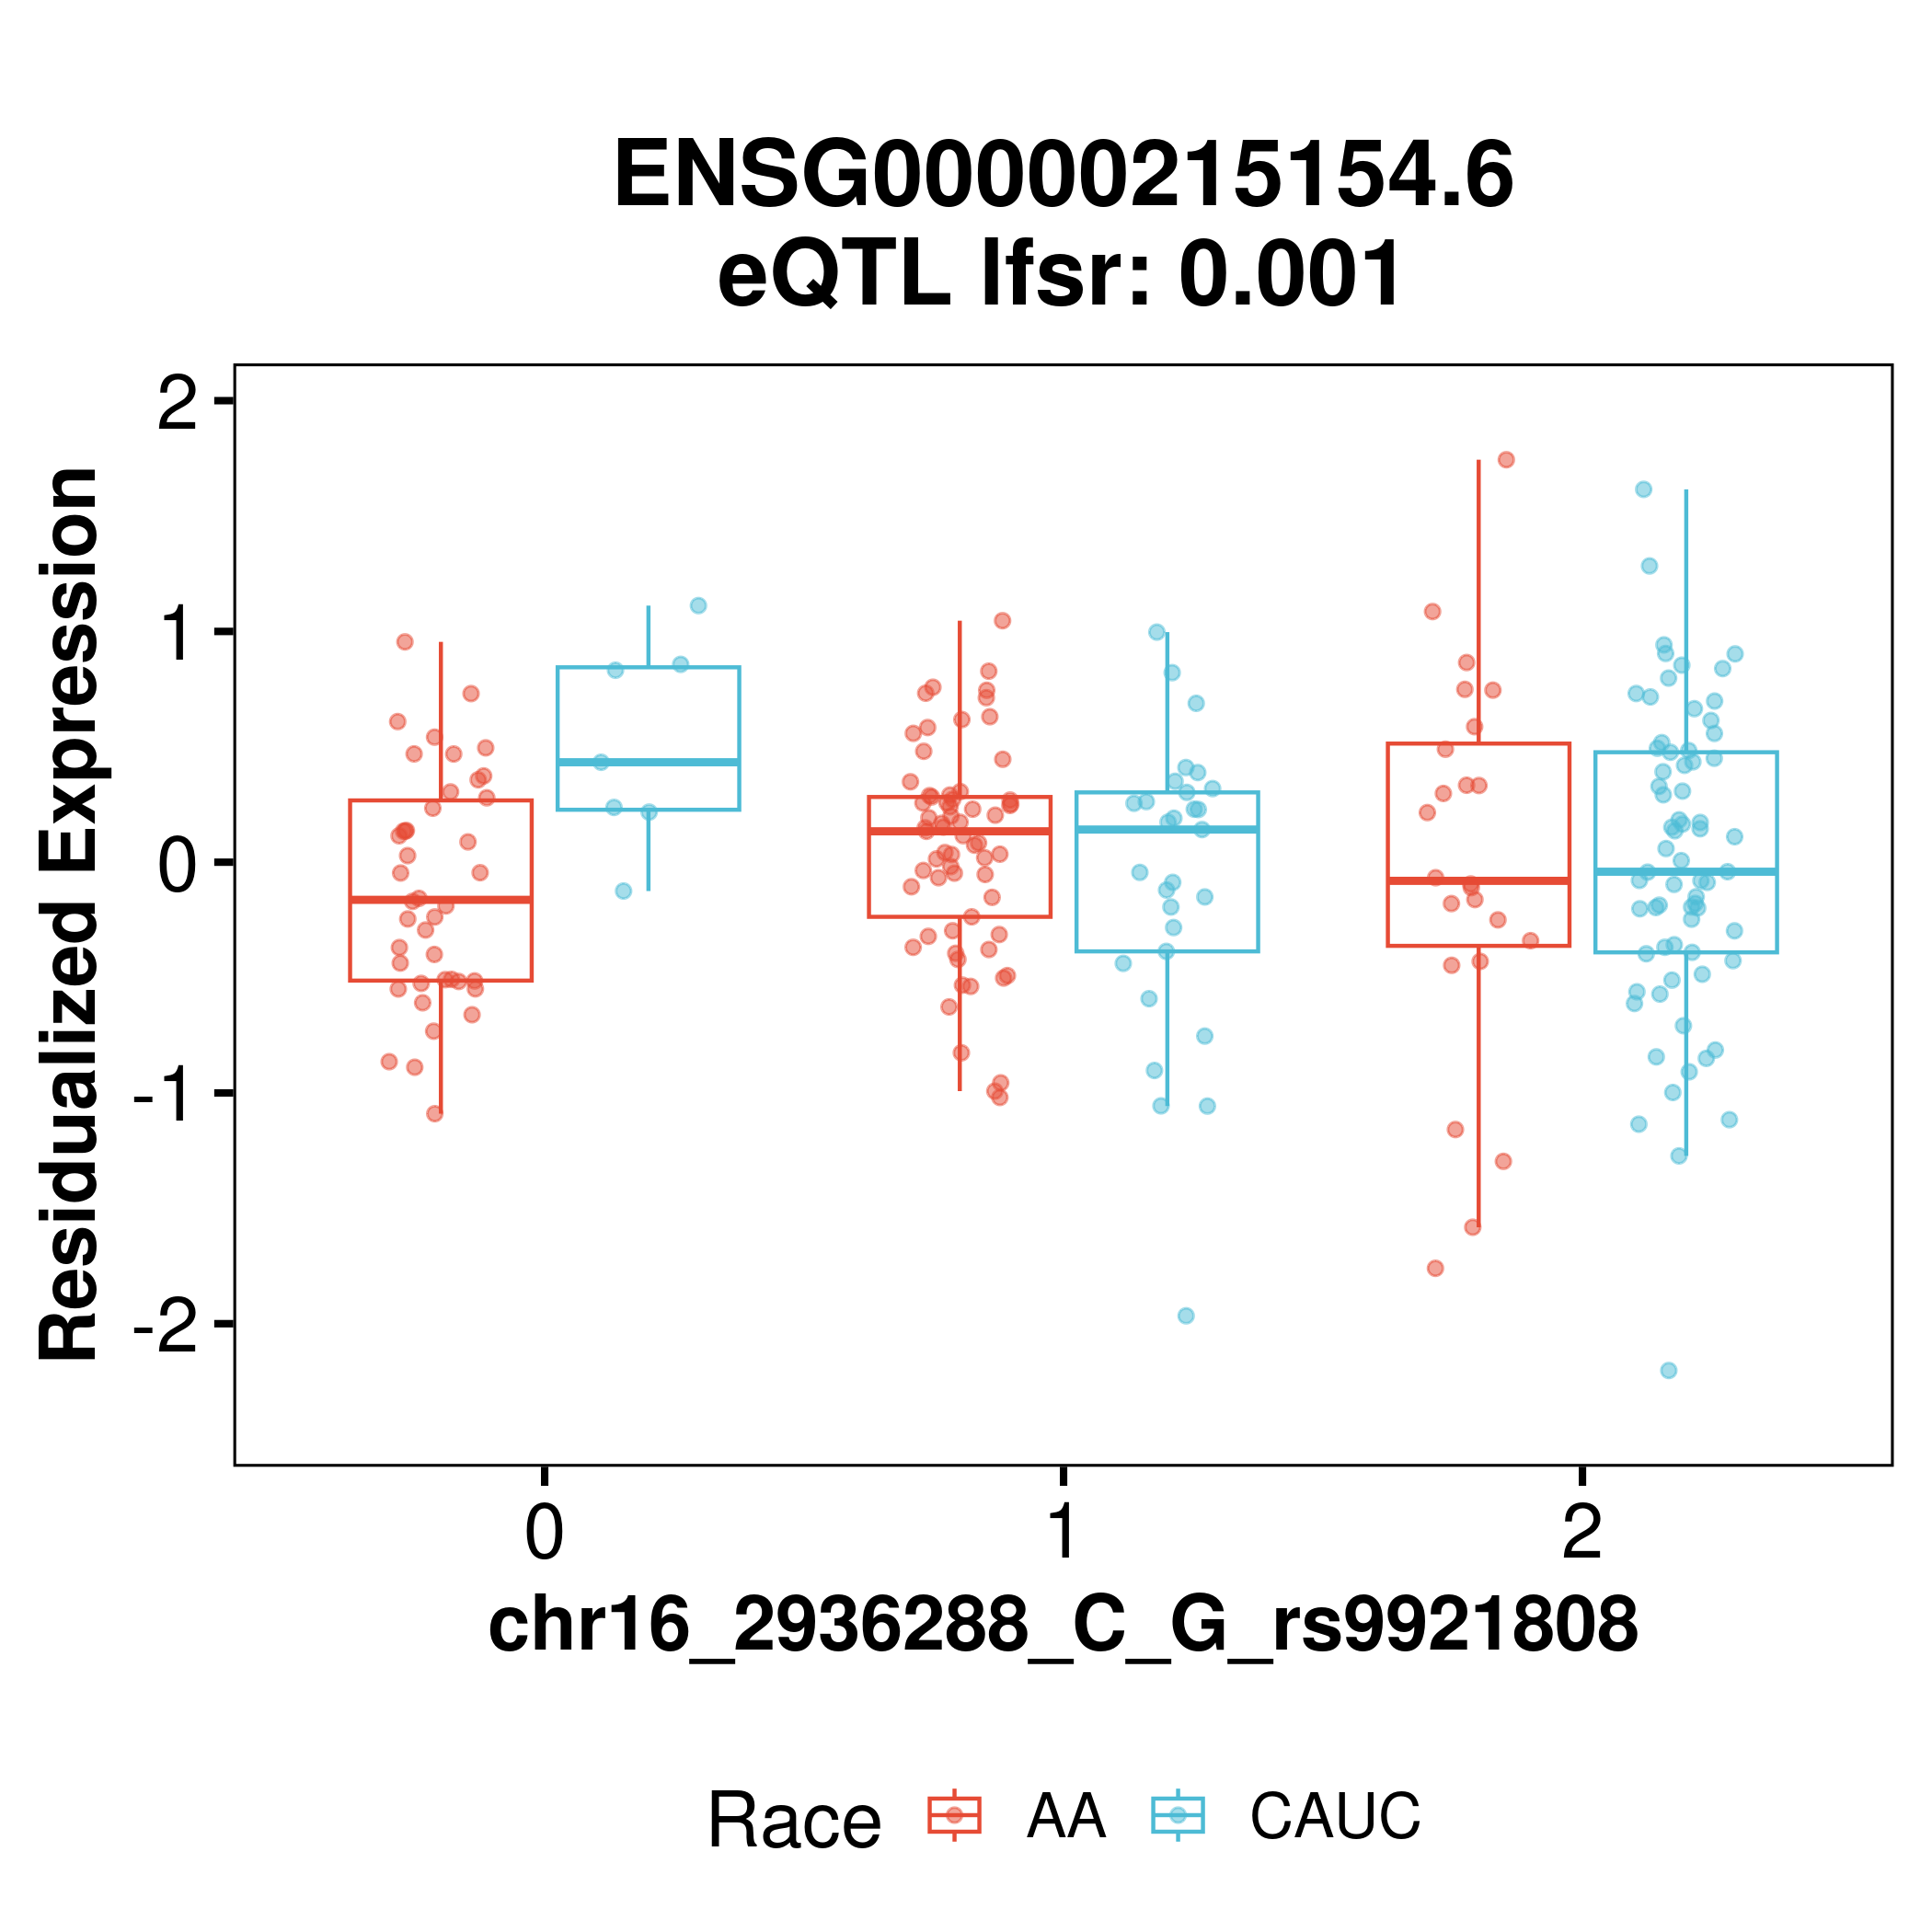 ENSG00000215154.6
eQTL lfsr: 0.001
Residualized Expression
2
1
0
-1
-2
0 1 2
chr16_2936288_C_G_rs9921808
Race AA CAUC